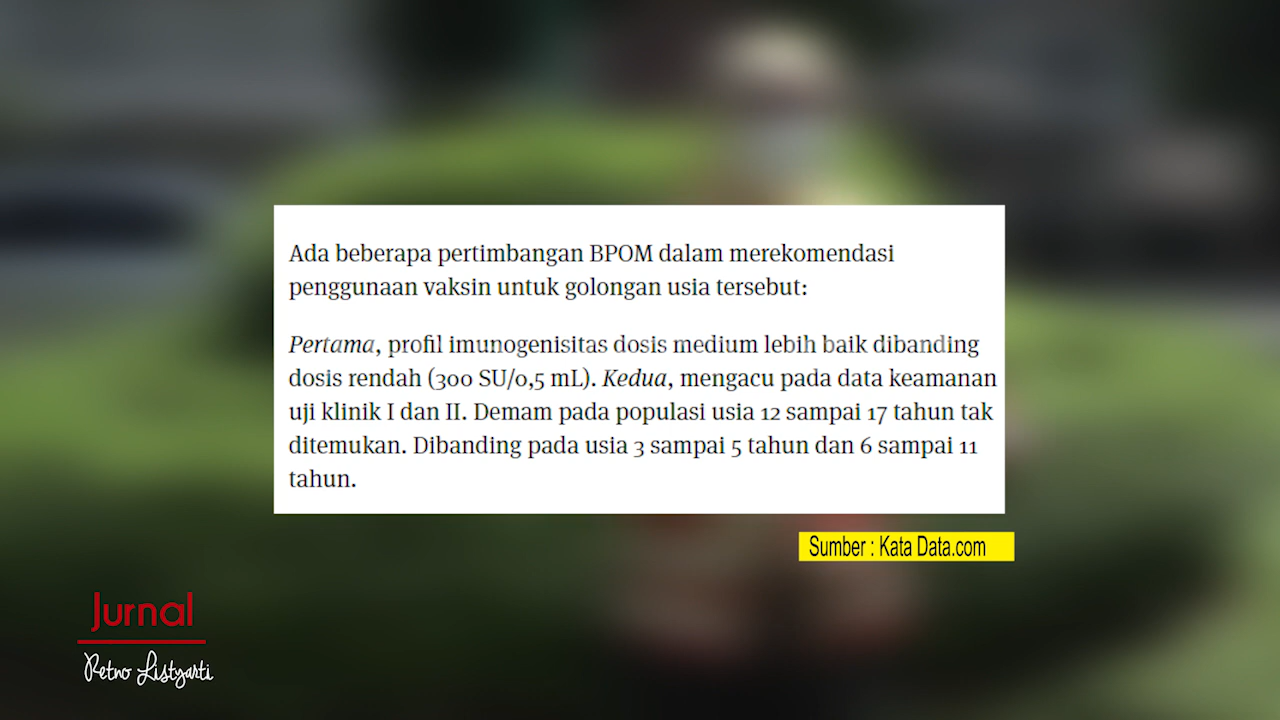 Ada beberapa pertimbangan BPOM dalam merekomendasi
penggunaan vaksin untuk golongan usia tersebut:
Pertama, profil imunogenisitas dosis medium lebih baik dibanding
dosis rendah (300 SU/0,5 mL). Kedua, mengacu pada data keamanan
uji klinik I dan II. Demam pada populasi usia 12 sampai 17 tahun tak
ditemukan. Dibanding pada usia 3 sampai 5 tahun dan 6 sampai 11
tahun.
Sumber : Kata Data.com
Jurnal
Retno Listyarti